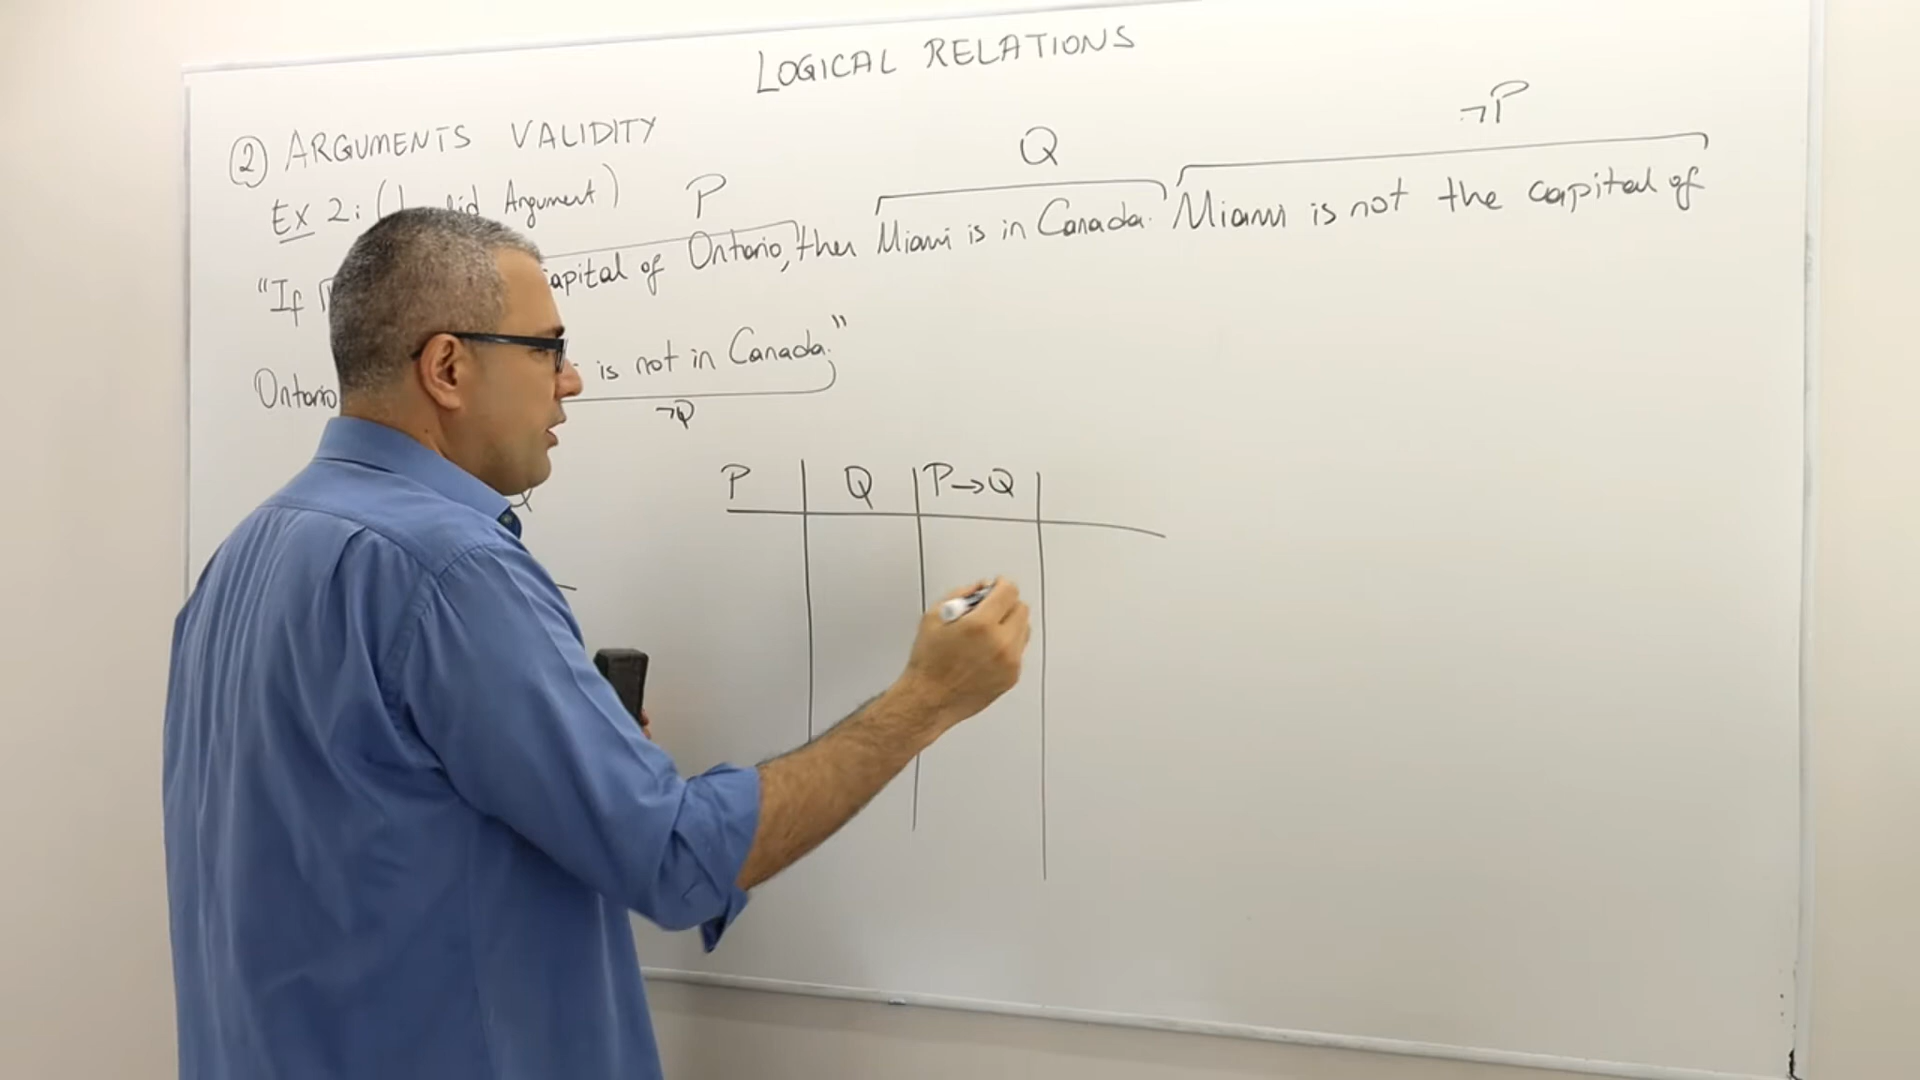 LOGICAL RELATIONS
② ARGUMENTS VALIDITY
Ex 2: ( Argument)
P
Q
¬P
"If capital of Ontario, then Miami is in Canada. Miami is not the capital of
Ontario is not in Canada."
¬Q
P Q P→Q